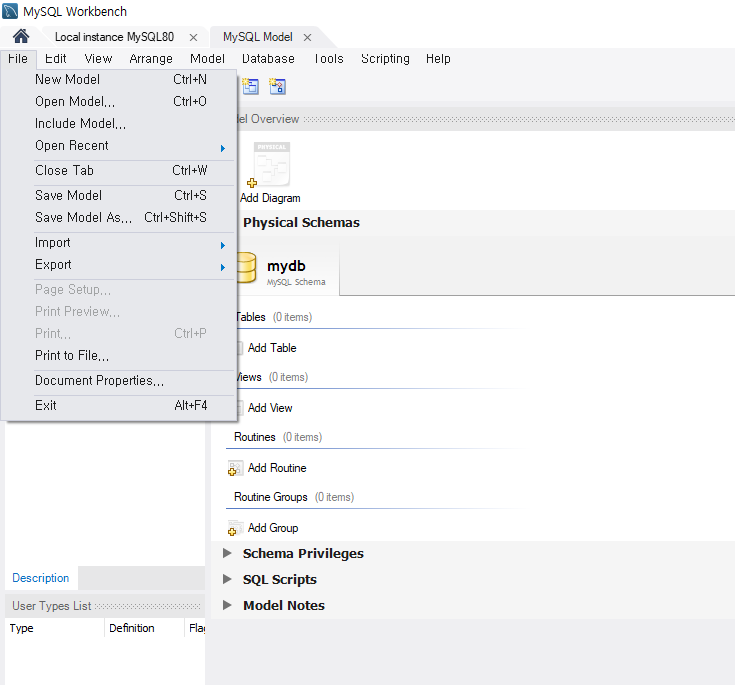 MySQL Workbench
Local instance MySQL80 ×
MySQL Model ×
File Edit View Arrange Model Database Tools Scripting Help
New Model Ctrl+N
Open Model... Ctrl+O
Include Model...
Open Recent
Close Tab Ctrl+W
Save Model Ctrl+S
Save Model As... Ctrl+Shift+S
Import
Export
Page Setup...
Print Preview...
Print... Ctrl+P
Print to File...
Document Properties...
Exit Alt+F4
el Overview
PHYSICAL
Add Diagram
Physical Schemas
mydb
MySQL Schema
Tables (0 items)
Add Table
Views (0 items)
Add View
Routines (0 items)
Add Routine
Routine Groups (0 items)
Add Group
Schema Privileges
SQL Scripts
Model Notes
Description
User Types List
Type Definition Flag